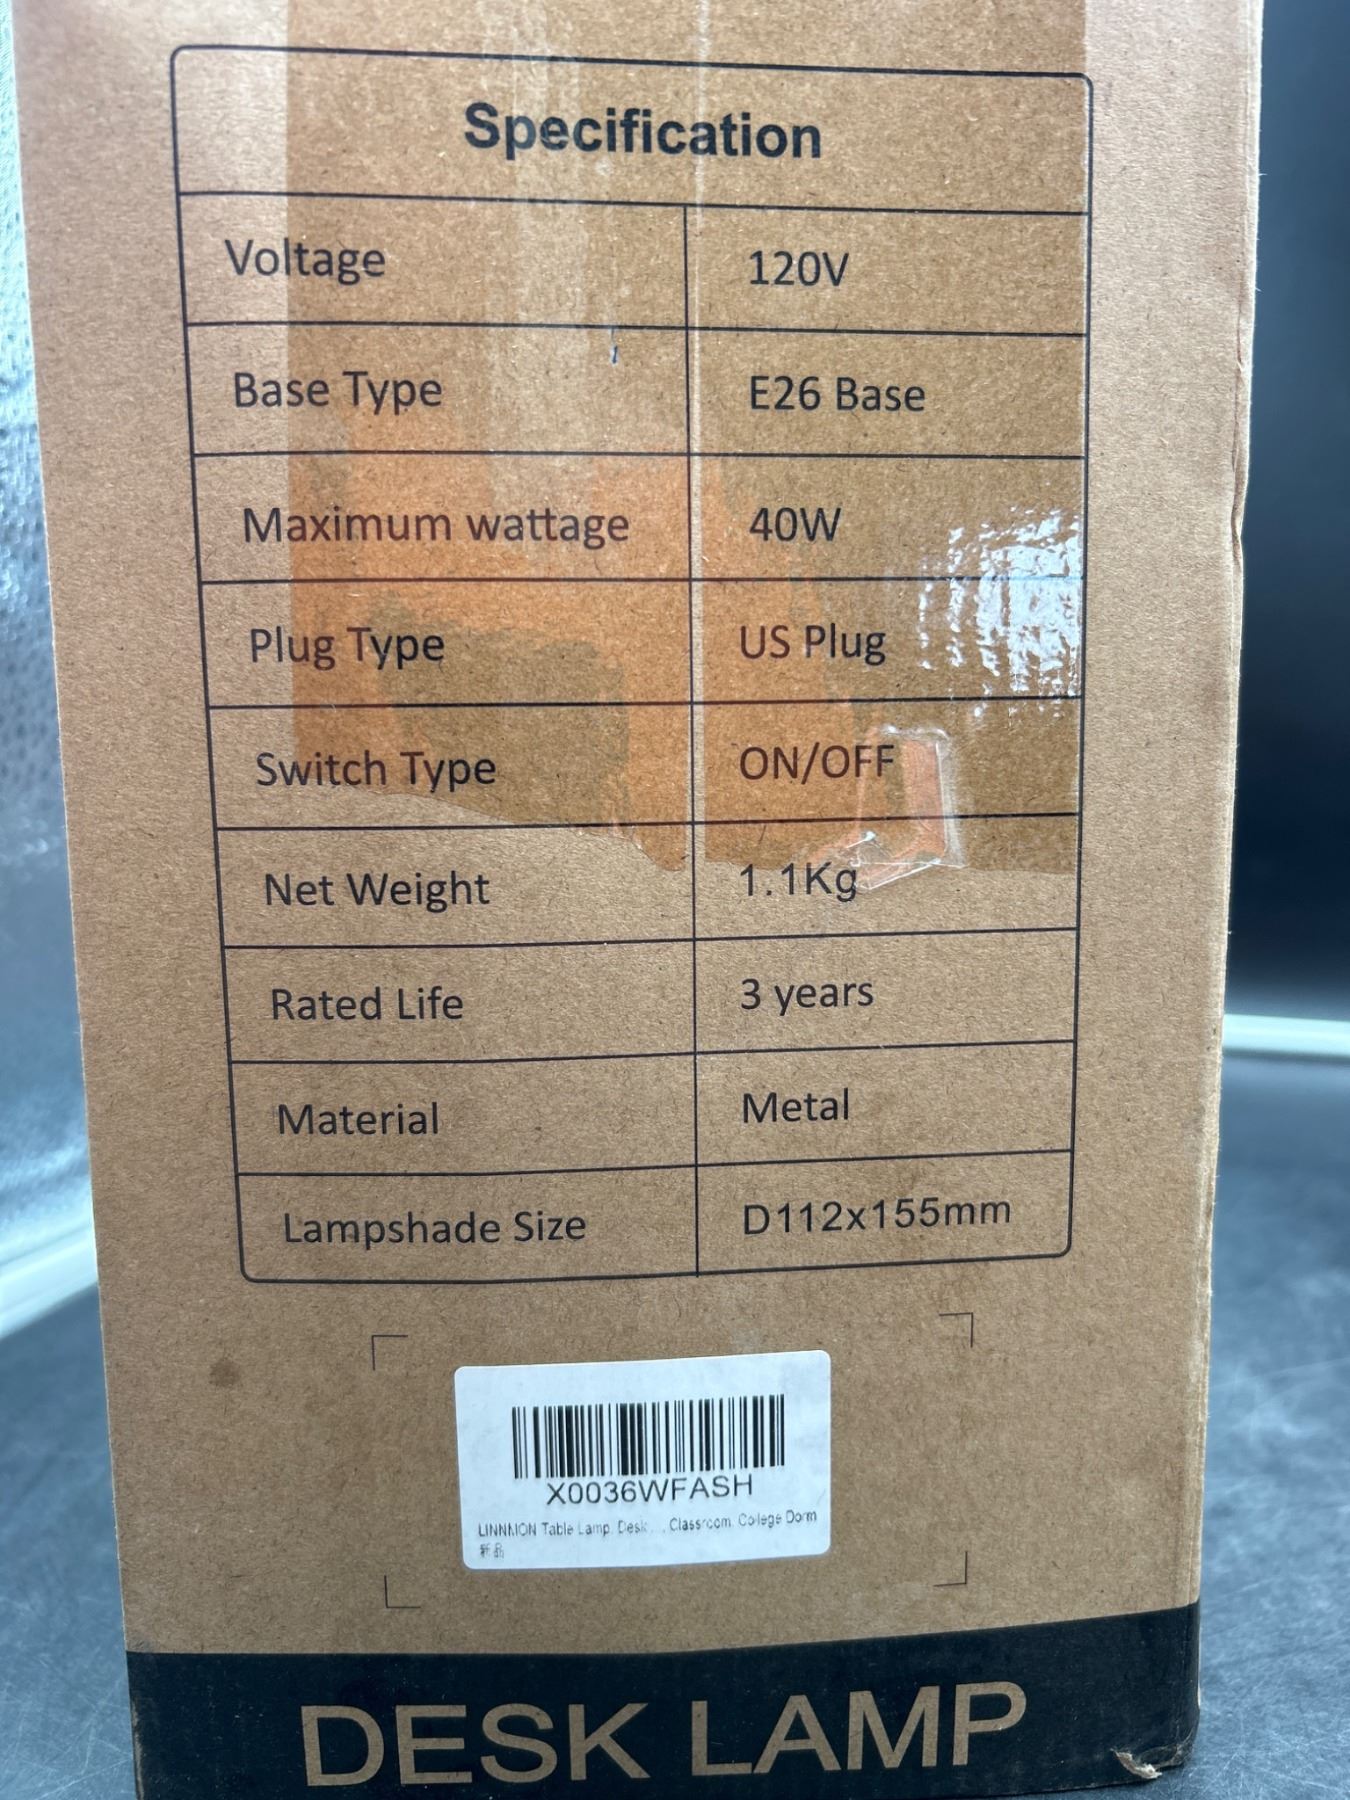 Specification
Voltage 120V
Base Type E26 Base
Maximum wattage 40W
Plug Type US Plug
Switch Type ON/OFF
Net Weight 1.1Kg
Rated Life 3 years
Material Metal
Lampshade Size D112x155mm
X0036WFASH
LINNMON Table Lamp, Desk ... Classroom, College Dorm
新品
DESK LAMP